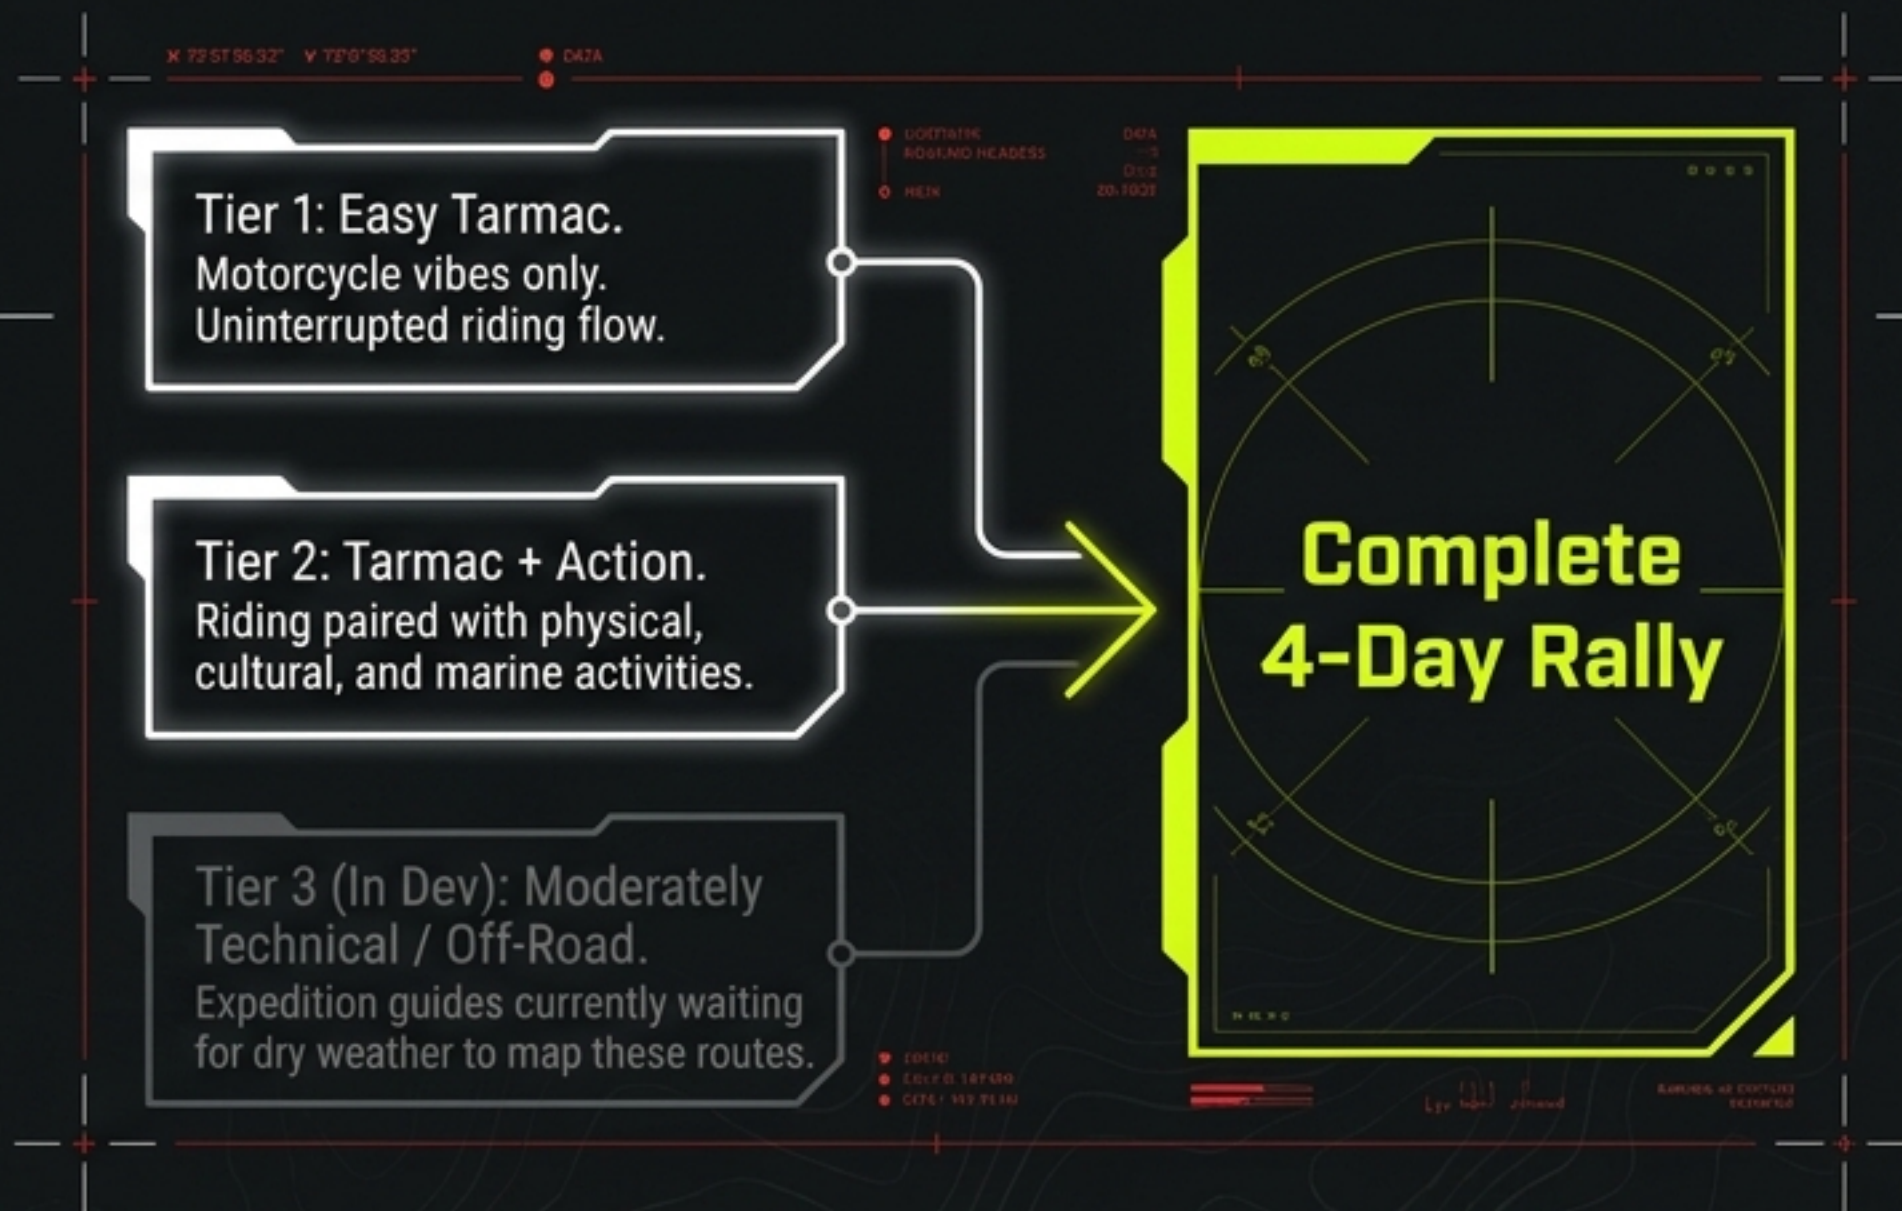 DATA
Tier 1: Easy Tarmac.
Motorcycle vibes only.
Uninterrupted riding flow.
Tier 2: Tarmac + Action.
Riding paired with physical,
cultural, and marine activities.
Tier 3 (In Dev): Moderately
Technical / Off-Road.
Expedition guides currently waiting
for dry weather to map these routes.
DATA
Complete
4-Day Rally